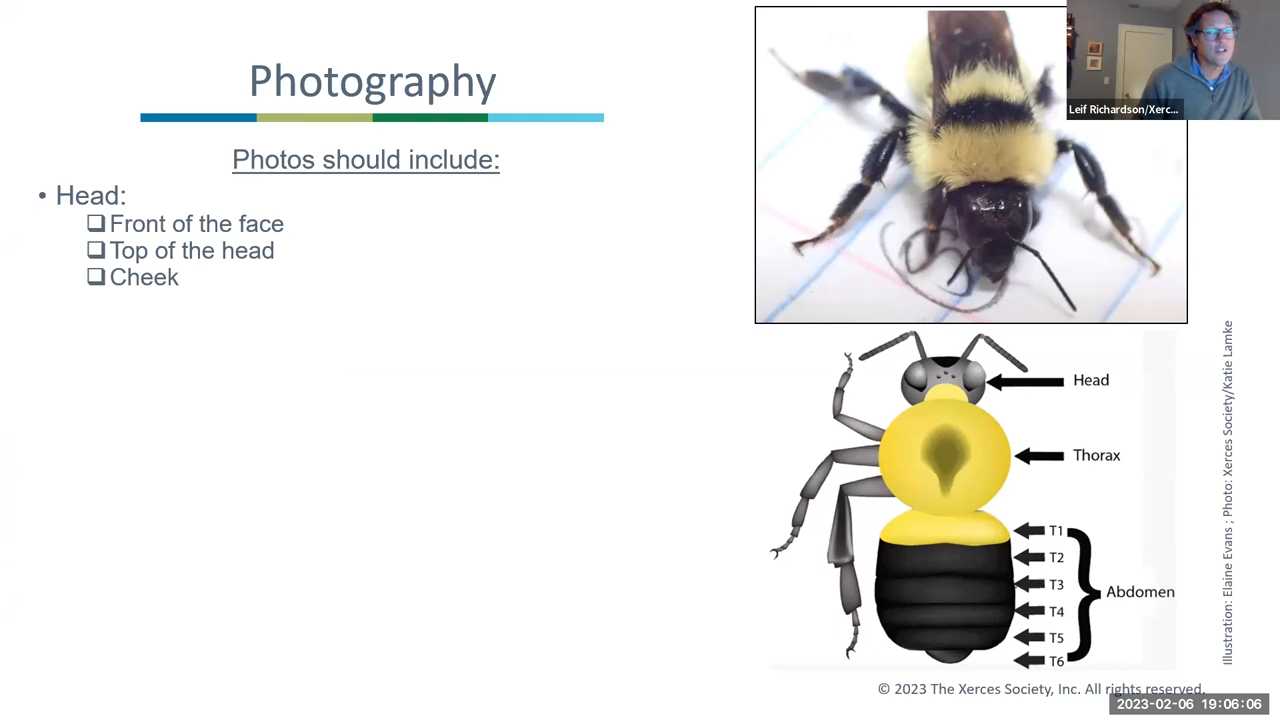 Photography
Photos should include:
• Head:
❑ Front of the face
❑ Top of the head
❑ Cheek
Leif Richardson/Xerc...
Head
Thorax
T1
T2
T3
T4
T5
T6
Abdomen
Illustration: Elaine Evans ; Photo: Xerces Society/Katie Lamke
© 2023 The Xerces Society, Inc. All rights reserved.
2023-02-06 19:06:06